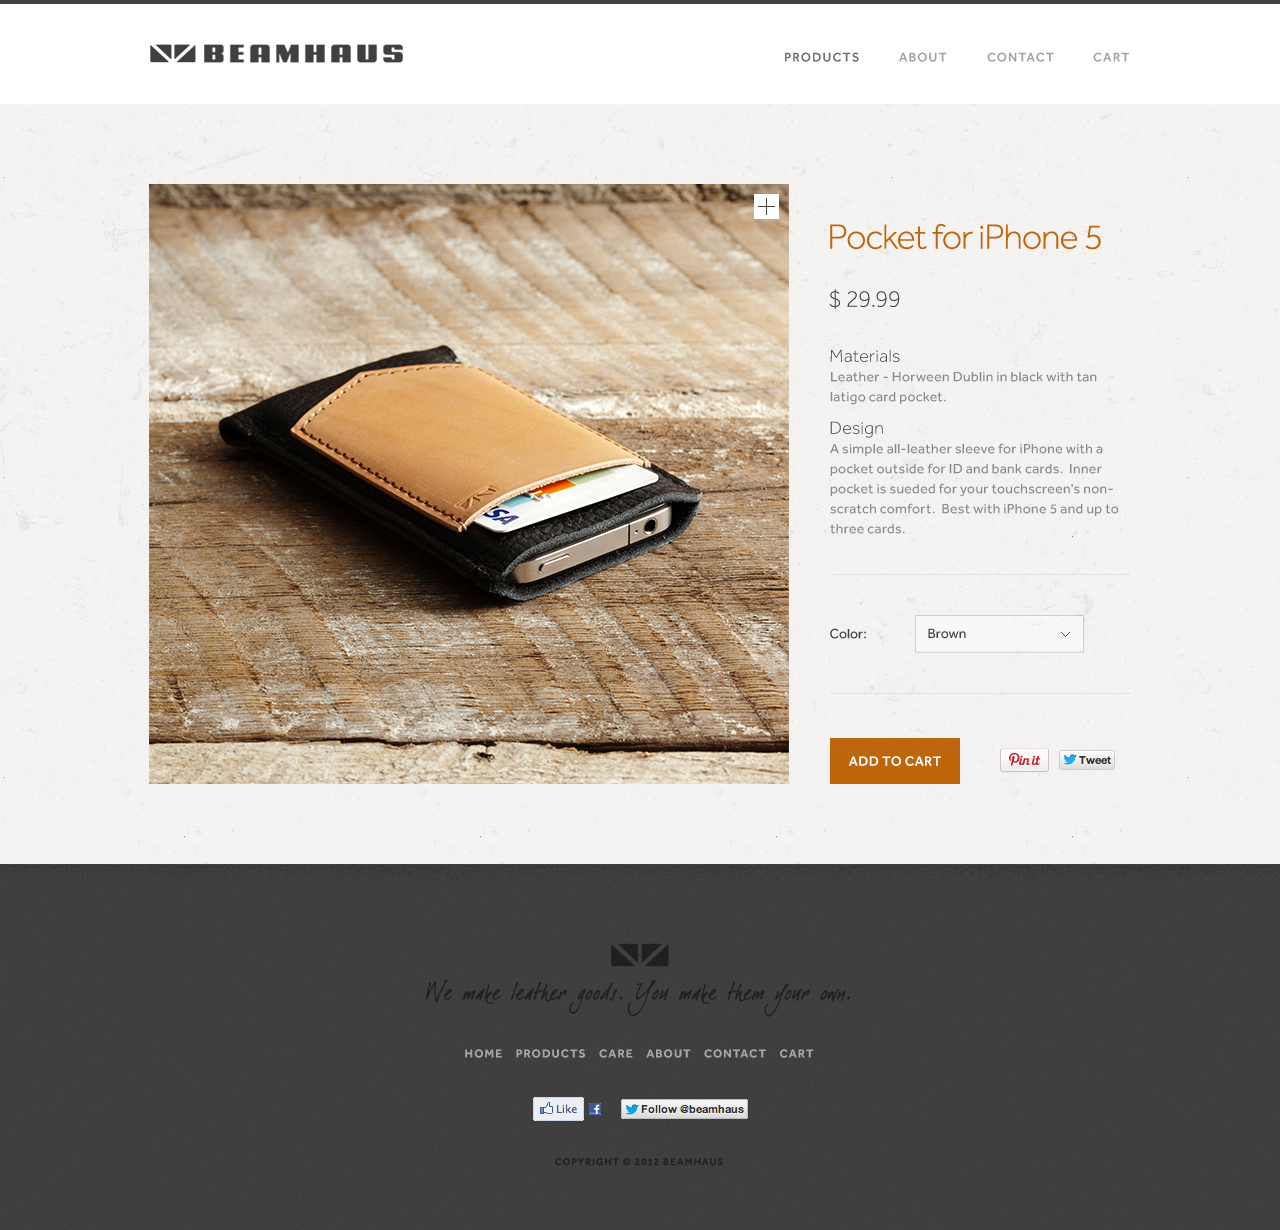 BEAMHAUS
PRODUCTS ABOUT CONTACT CART
Pocket for iPhone 5
$ 29.99
Materials
Leather - Horween Dublin in black with tan
latigo card pocket.
Design
A simple all-leather sleeve for iPhone with a
pocket outside for ID and bank cards.  Inner
pocket is sueded for your touchscreen's non-
scratch comfort.  Best with iPhone 5 and up to
three cards.
Color: Brown
ADD TO CART Pin it Tweet
We make leather goods. You make them your own.
HOME PRODUCTS CARE ABOUT CONTACT CART
Like Follow @beamhaus
COPYRIGHT © 2012 BEAMHAUS